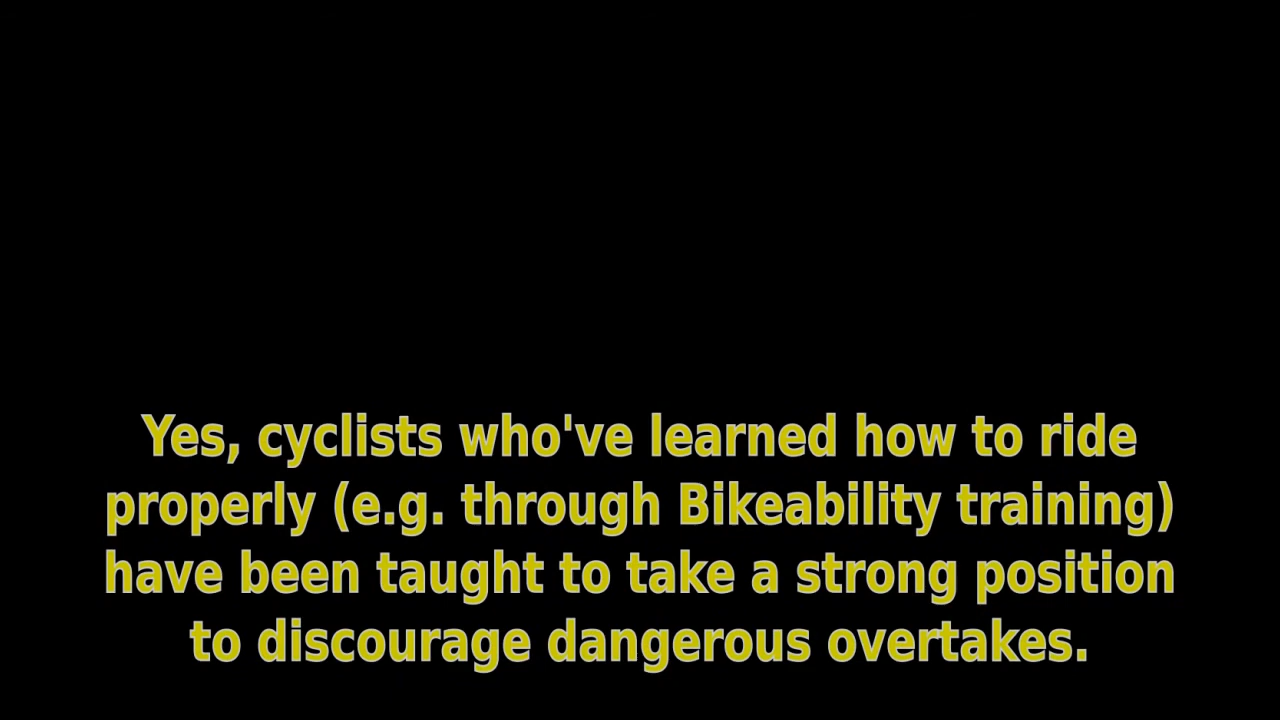 Yes, cyclists who've learned how to ride
properly (e.g. through Bikeability training)
have been taught to take a strong position
to discourage dangerous overtakes.